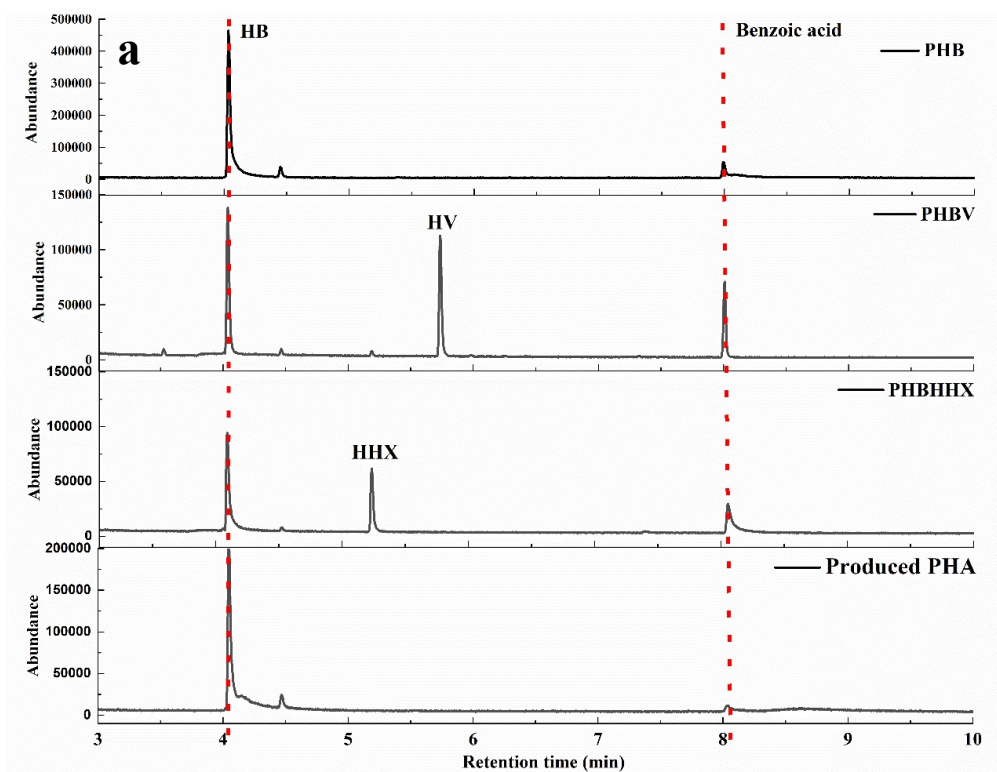 a
HB
Benzoic acid
PHB
Abundance
500000
400000
300000
200000
100000
0
PHBV
HV
Abundance
150000
100000
50000
0
PHBHHX
HHX
Abundance
150000
100000
50000
0
Produced PHA
Abundance
200000
150000
100000
50000
0
3 4 5 6 7 8 9 10
Retention time (min)